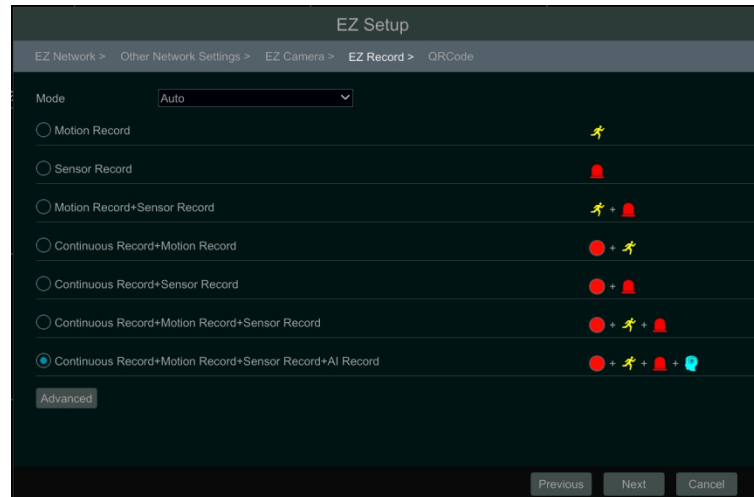 EZ Setup
EZ Network > Other Network Settings > EZ Camera > EZ Record > QRCode
Mode Auto
Motion Record
Sensor Record
Motion Record+Sensor Record
+
Continuous Record+Motion Record
+
Continuous Record+Sensor Record
+
Continuous Record+Motion Record+Sensor Record
+ +
Continuous Record+Motion Record+Sensor Record+AI Record
+ + +
Advanced
Previous Next Cancel